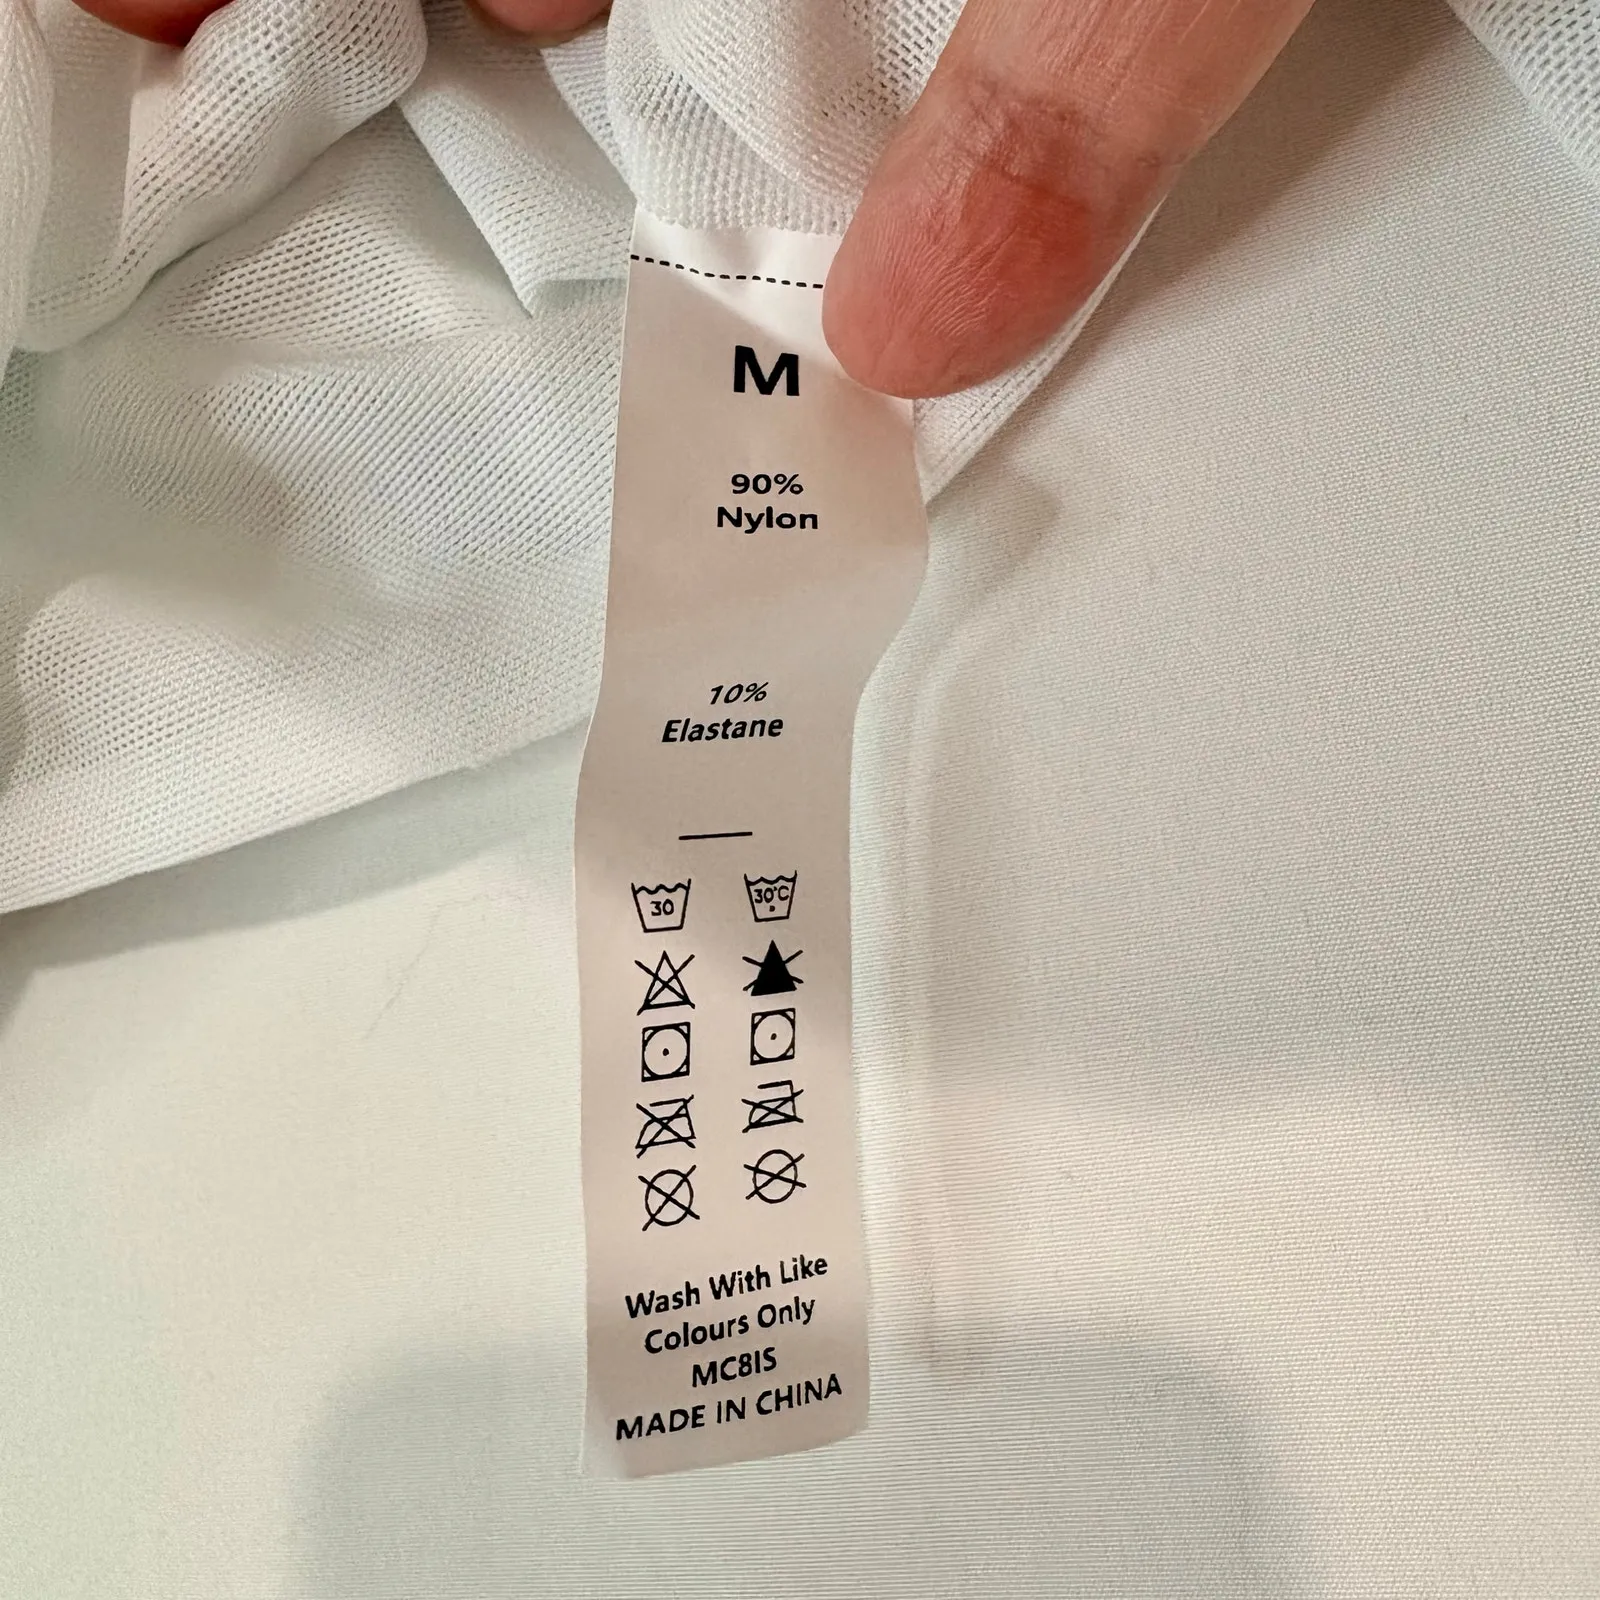 M
90%
Nylon
10%
Elastane
30 30°C
Wash With Like
Colours Only
MC8IS
MADE IN CHINA